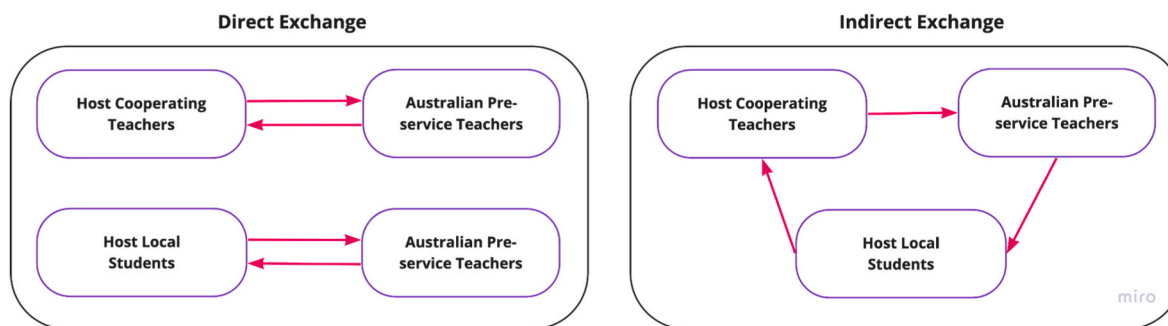 Direct Exchange
Host Cooperating
Teachers
Australian Pre-
service Teachers
Host Local
Students
Australian Pre-
service Teachers
Indirect Exchange
Host Cooperating
Teachers
Australian Pre-
service Teachers
Host Local
Students
miro